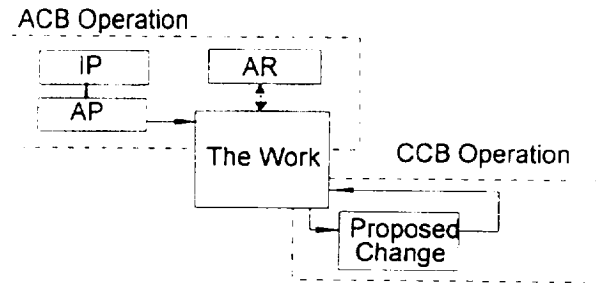 ACB Operation
IP
AR
AP
The Work
CCB Operation
Proposed
Change